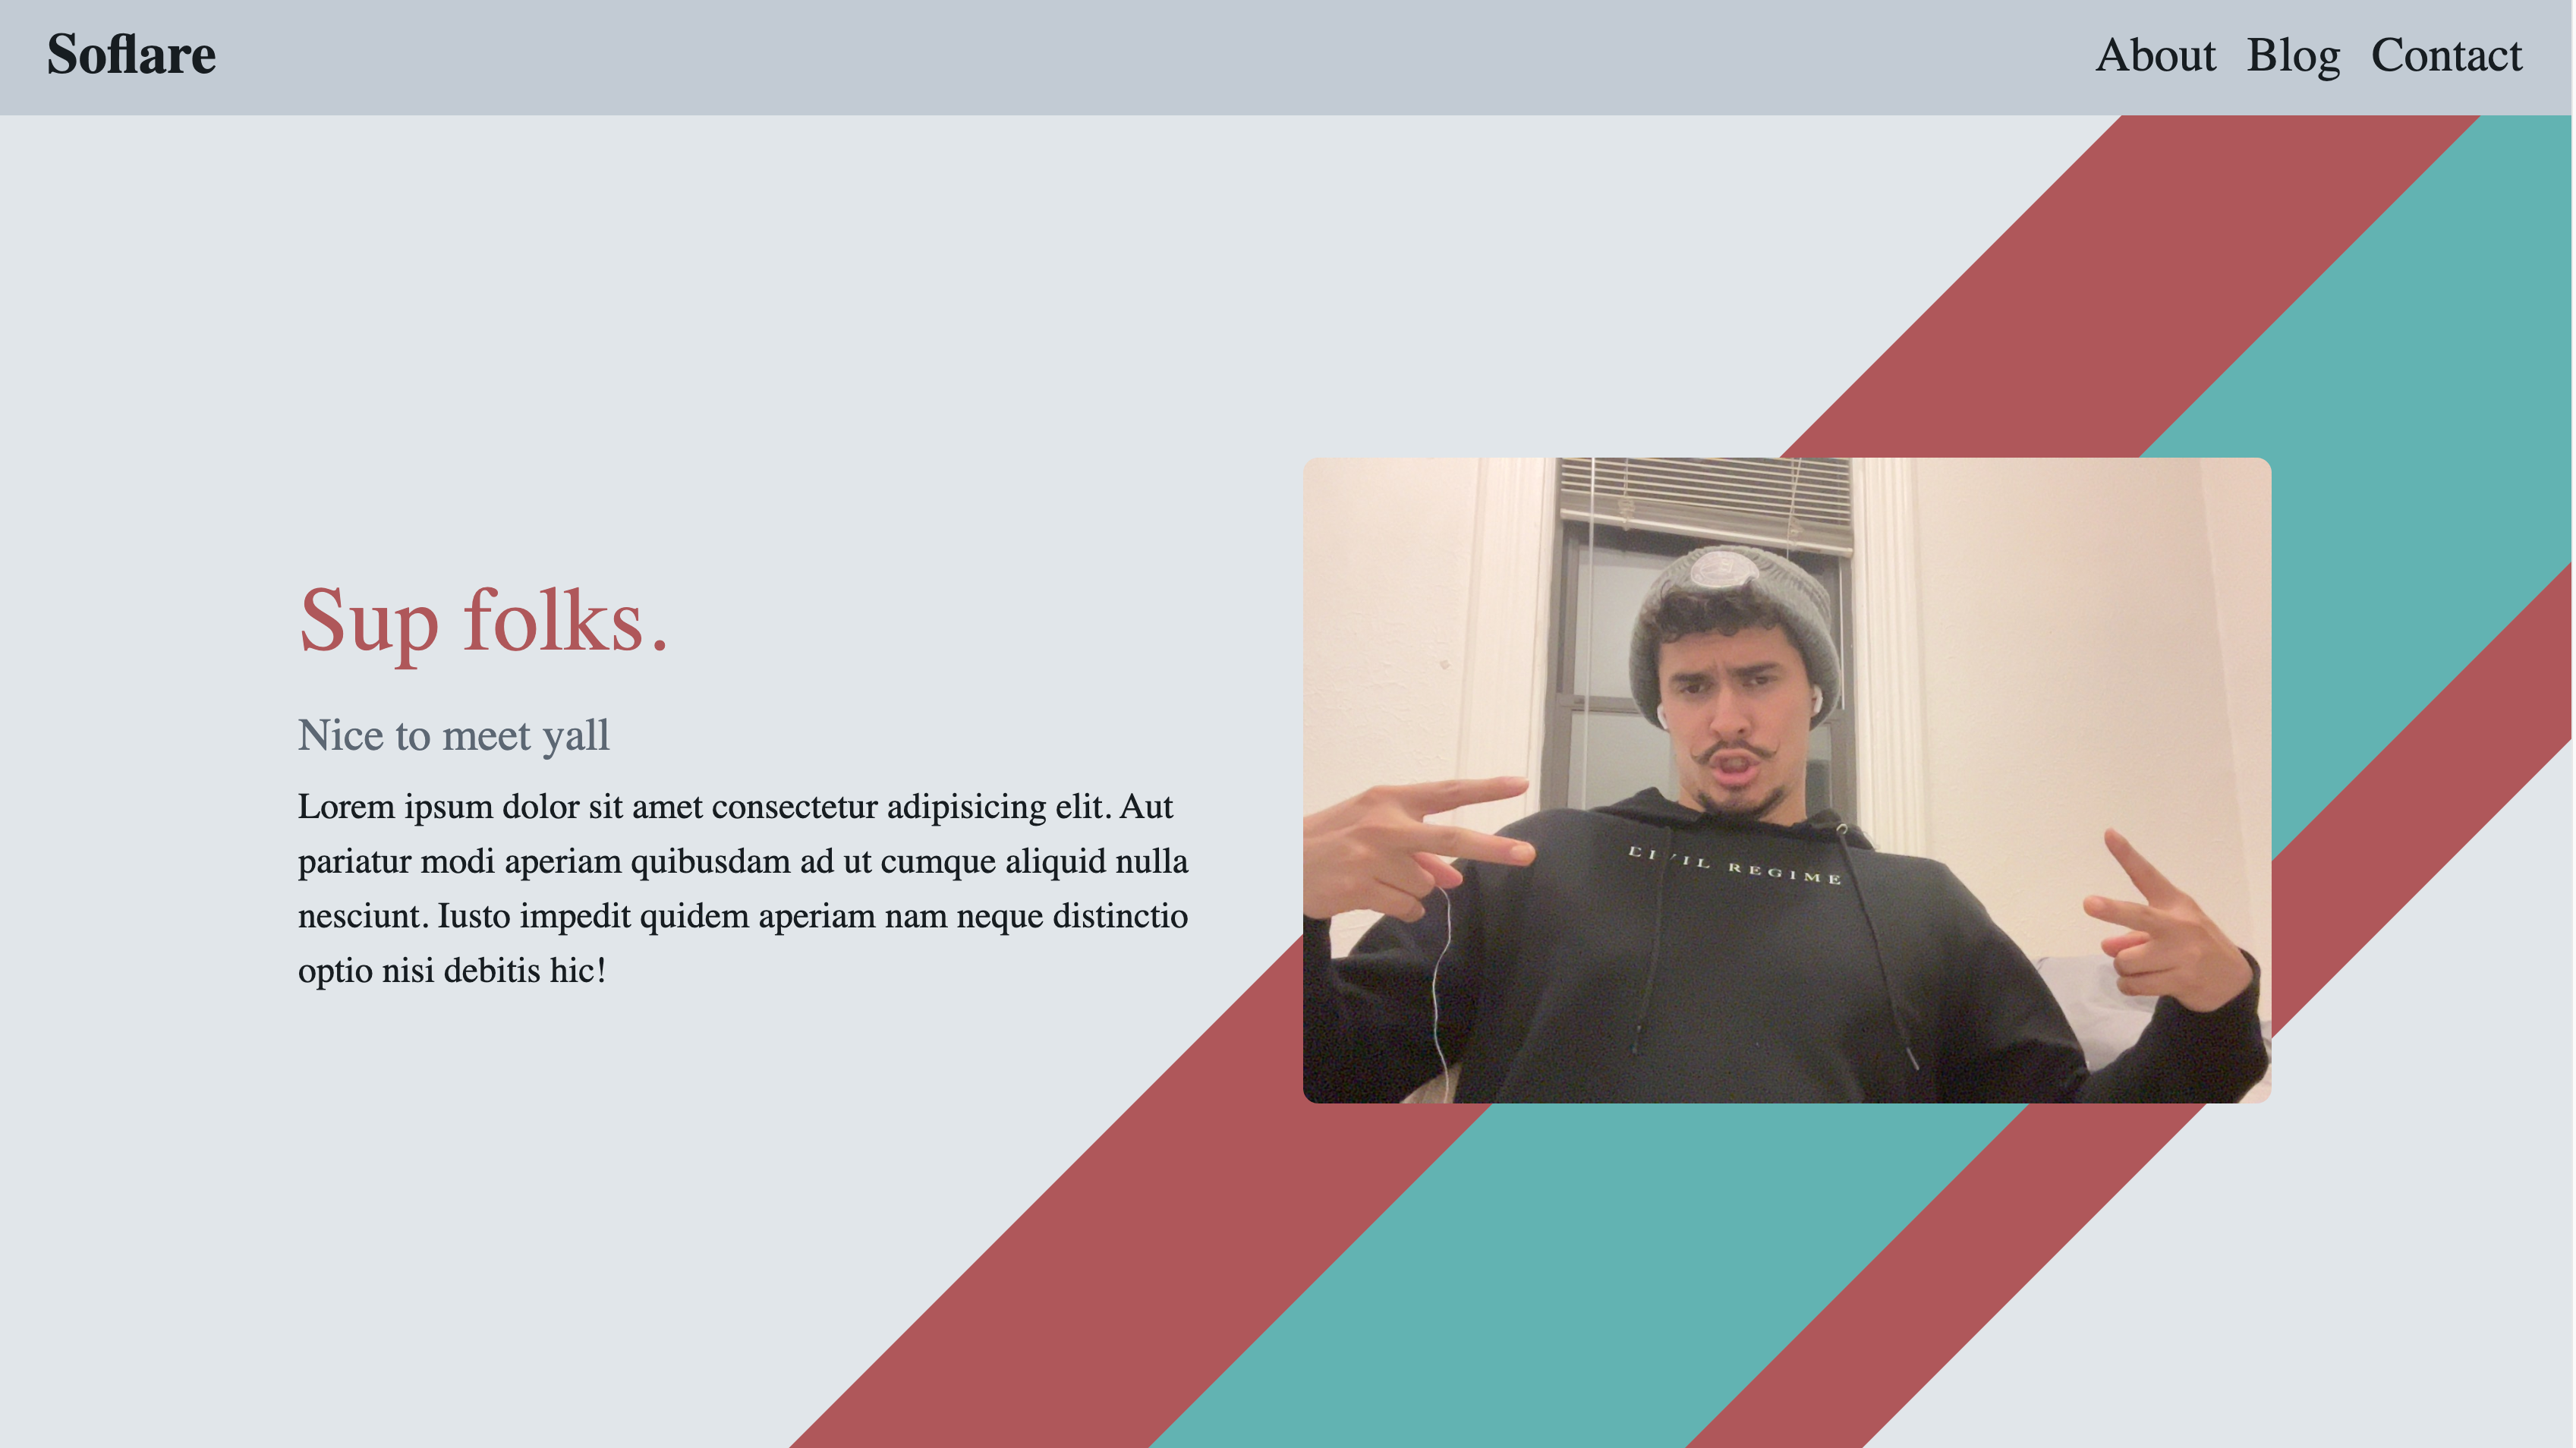 Soflare
About Blog Contact
Sup folks.
Nice to meet yall
Lorem ipsum dolor sit amet consectetur adipisicing elit. Aut
pariatur modi aperiam quibusdam ad ut cumque aliquid nulla
nesciunt. Iusto impedit quidem aperiam nam neque distinctio
optio nisi debitis hic!
CIVIL REGIME